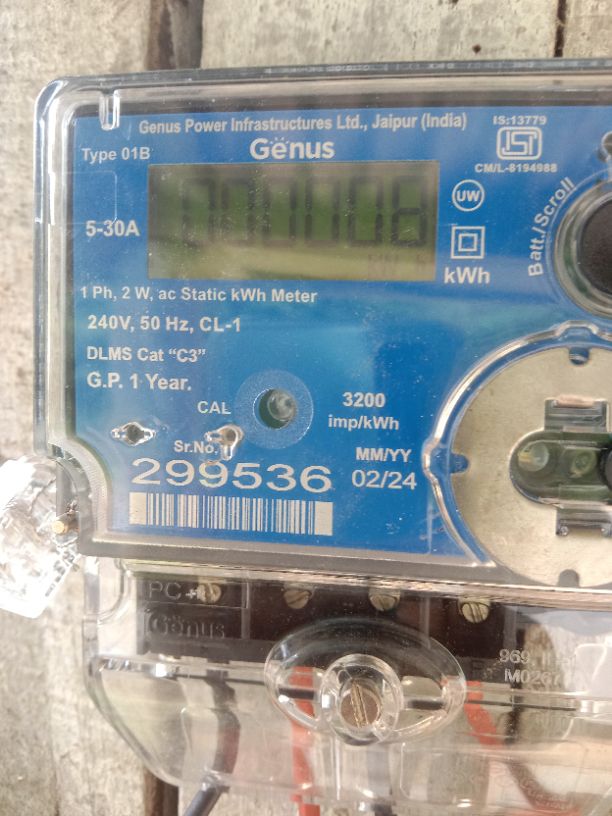 Genus Power Infrastructures Ltd., Jaipur (India)
IS:13779
Type 01B
Genus
CM/L-8194988
UW
5-30A
kWh
Batt./Scroll
1 Ph, 2 W, ac Static kWh Meter
240V, 50 Hz, CL-1
DLMS Cat “C3”
G.P. 1 Year.
CAL
3200
imp/kWh
Sr.No.
MM/YY
299536
02/24
PC+
Genus